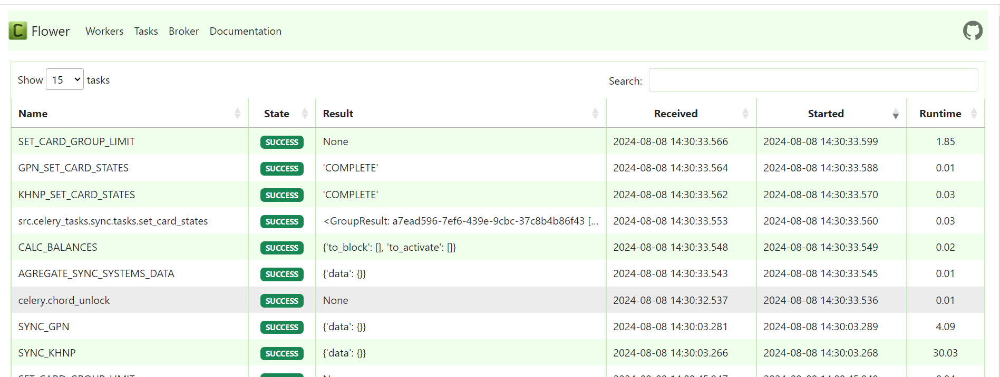 C Flower Workers Tasks Broker Documentation
Show 15 tasks Search:
Name State Result Received Started Runtime
SET_CARD_GROUP_LIMIT SUCCESS None 2024-08-08 14:30:33.566 2024-08-08 14:30:33.599 1.85
GPN_SET_CARD_STATES SUCCESS 'COMPLETE' 2024-08-08 14:30:33.564 2024-08-08 14:30:33.588 0.01
KHNP_SET_CARD_STATES SUCCESS 'COMPLETE' 2024-08-08 14:30:33.562 2024-08-08 14:30:33.570 0.03
src.celery_tasks.sync.tasks.set_card_states SUCCESS <GroupResult: a7ead596-7ef6-439e-9cbc-37c8b4b86f43 [... 2024-08-08 14:30:33.553 2024-08-08 14:30:33.560 0.03
CALC_BALANCES SUCCESS {'to_block': [], 'to_activate': []} 2024-08-08 14:30:33.548 2024-08-08 14:30:33.549 0.02
AGREGATE_SYNC_SYSTEMS_DATA SUCCESS {'data': {}} 2024-08-08 14:30:33.543 2024-08-08 14:30:33.545 0.01
celery.chord_unlock SUCCESS None 2024-08-08 14:30:32.537 2024-08-08 14:30:33.536 0.01
SYNC_GPN SUCCESS {'data': {}} 2024-08-08 14:30:03.281 2024-08-08 14:30:03.289 4.09
SYNC_KHNP SUCCESS {'data': {}} 2024-08-08 14:30:03.266 2024-08-08 14:30:03.268 30.03